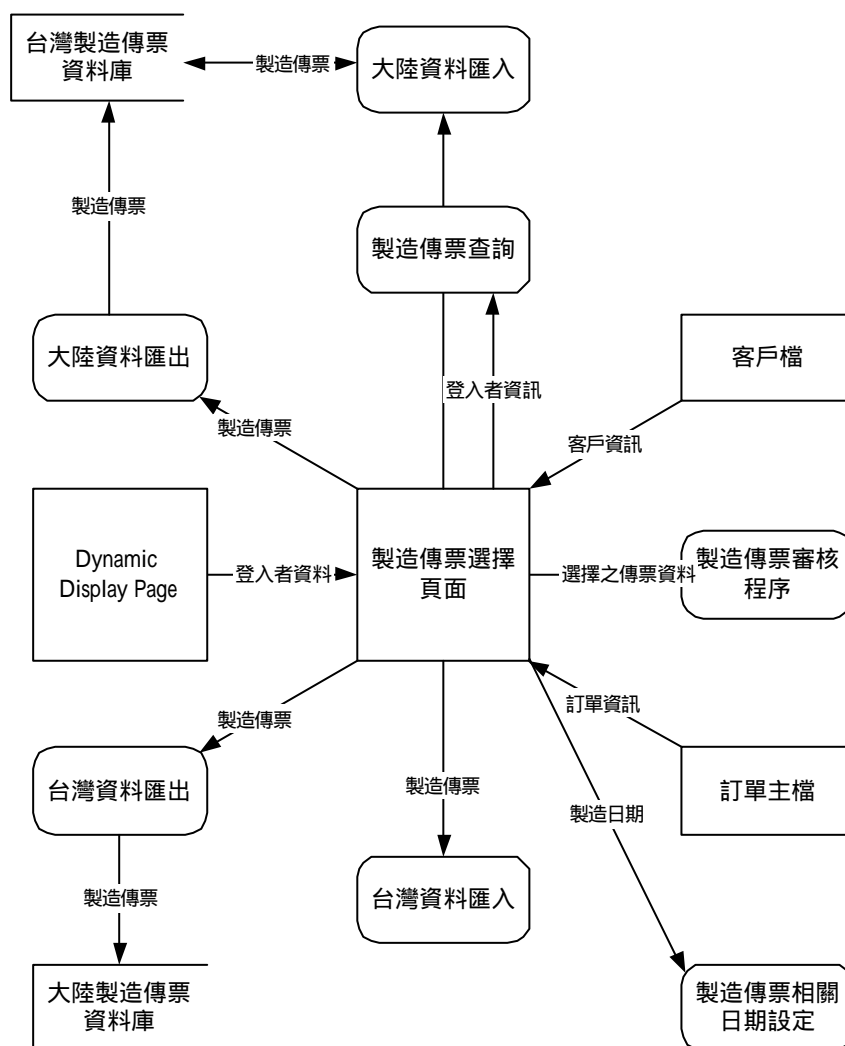 台灣製造傳票
資料庫
製造傳票
大陸資料匯入
製造傳票
製造傳票查詢
大陸資料匯出
客戶檔
登入者資訊
製造傳票
客戶資訊
Dynamic
Display Page
登入者資料
製造傳票選擇
頁面
選擇之傳票資料
製造傳票審核
程序
製造傳票
訂單資訊
台灣資料匯出
製造傳票
訂單主檔
製造日期
製造傳票
台灣資料匯入
大陸製造傳票
資料庫
製造傳票相關
日期設定